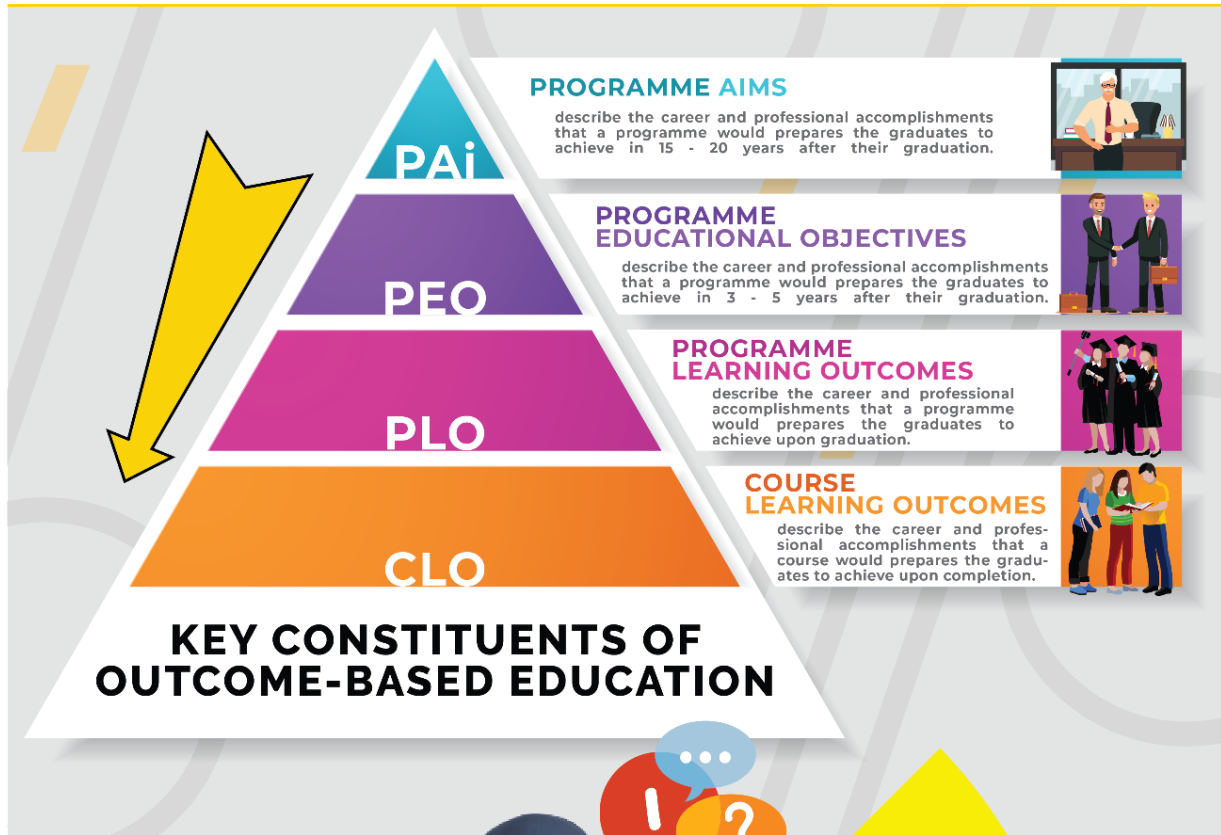 PAi
PROGRAMME AIMS
describe the career and professional accomplishments
that a programme would prepares the graduates to
achieve in 15 - 20 years after their graduation.
PEO
PROGRAMME
EDUCATIONAL OBJECTIVES
describe the career and professional accomplishments
that a programme would prepares the graduates to
achieve in 3 - 5 years after their graduation.
PLO
PROGRAMME
LEARNING OUTCOMES
describe the career and professional
accomplishments that a programme
would prepares the graduates to
achieve upon graduation.
CLO
COURSE
LEARNING OUTCOMES
describe the career and profes-
sional accomplishments that a
course would prepares the gradu-
ates to achieve upon completion.
KEY CONSTITUENTS OF
OUTCOME-BASED EDUCATION
...
?